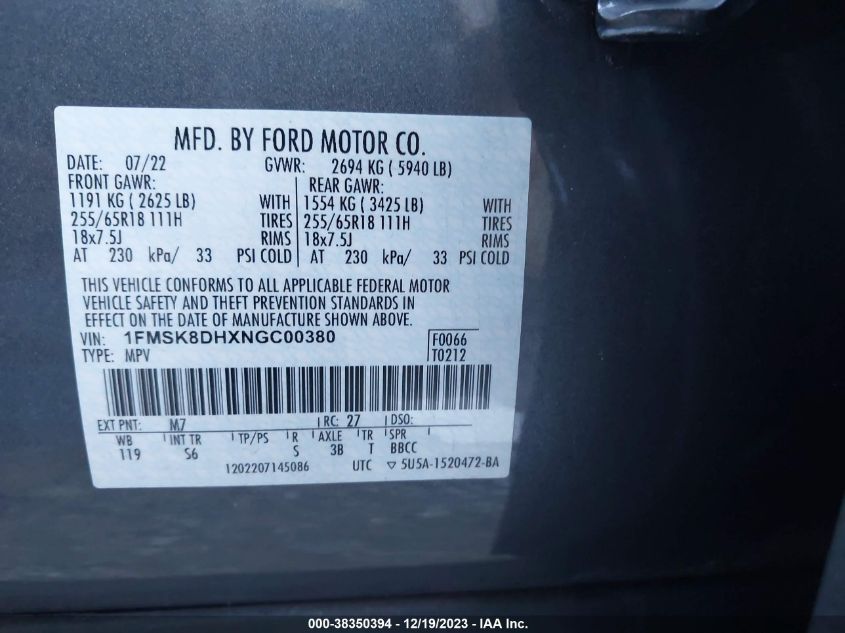 MFD. BY FORD MOTOR CO.
DATE: 07/22 GVWR: 2694 KG ( 5940 LB)
FRONT GAWR: REAR GAWR:
1191 KG ( 2625 LB) WITH 1554 KG ( 3425 LB) WITH
255/65R18 111H TIRES 255/65R18 111H TIRES
18x7.5J RIMS 18x7.5J RIMS
AT 230 kPa/ 33 PSI COLD AT 230 kPa/ 33 PSI COLD
THIS VEHICLE CONFORMS TO ALL APPLICABLE FEDERAL MOTOR
VEHICLE SAFETY AND THEFT PREVENTION STANDARDS IN
EFFECT ON THE DATE OF MANUFACTURE SHOWN ABOVE.
VIN: 1FMSK8DHXNGC00380 F0066
TYPE: MPV T0212
EXT PNT: M7 RC: 27 DSO:
WB INT TR TP/PS R AXLE TR SPR
119 S6 S 3B T BBCC
1202207145086 UTC ▽ 5U5A-1520472-BA
000-38350394 - 12/19/2023 - IAA Inc.